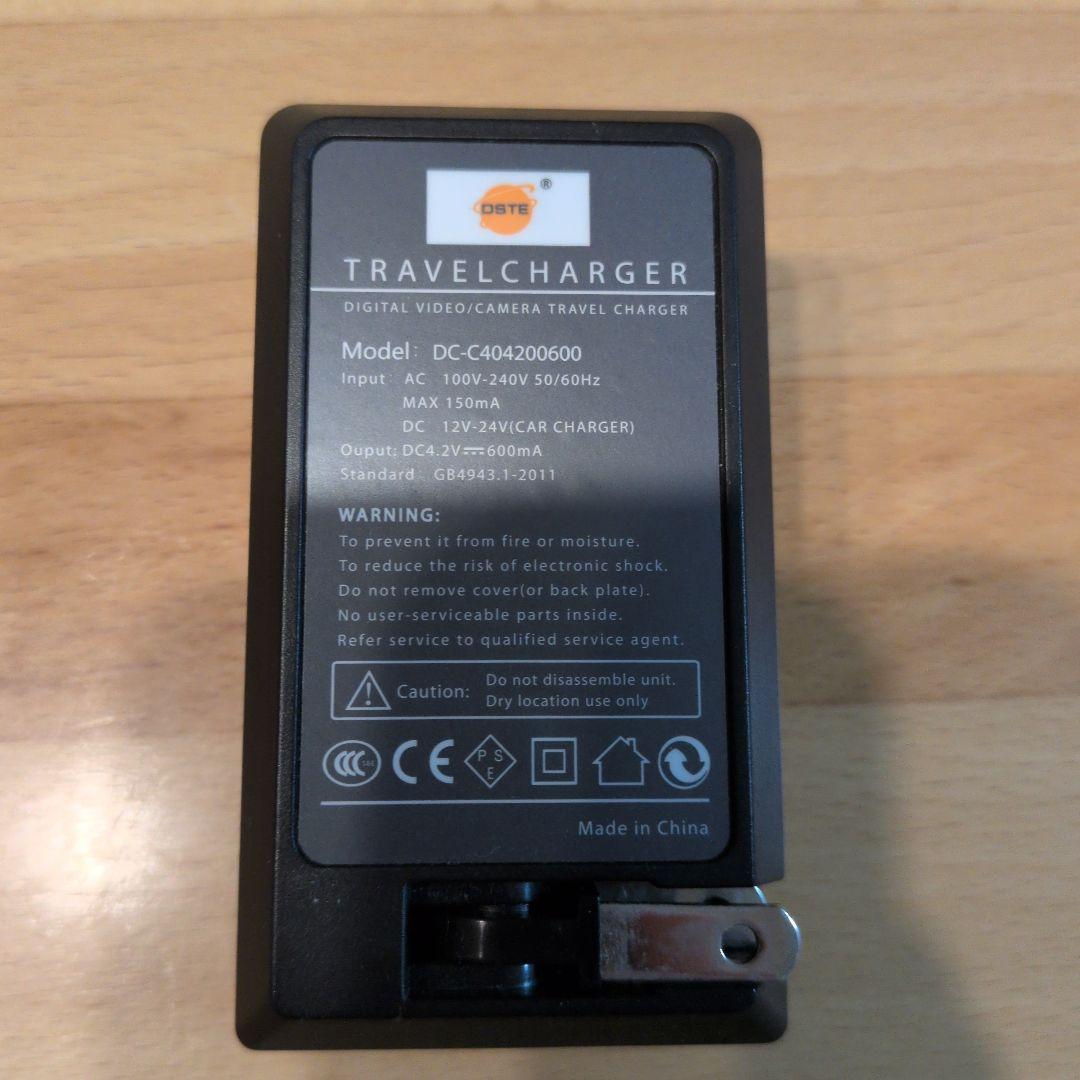 DSTE ®
TRAVELCHARGER
DIGITAL VIDEO/CAMERA TRAVEL CHARGER
Model: DC-C404200600
Input: AC 100V-240V 50/60Hz
MAX 150mA
DC 12V-24V(CAR CHARGER)
Ouput: DC4.2V⎓600mA
Standard: GB4943.1-2011
WARNING:
To prevent it from fire or moisture.
To reduce the risk of electronic shock.
Do not remove cover(or back plate).
No user-serviceable parts inside.
Refer service to qualified service agent.
Caution: Do not disassemble unit.
Dry location use only
CCC S&E CE PSE
Made in China